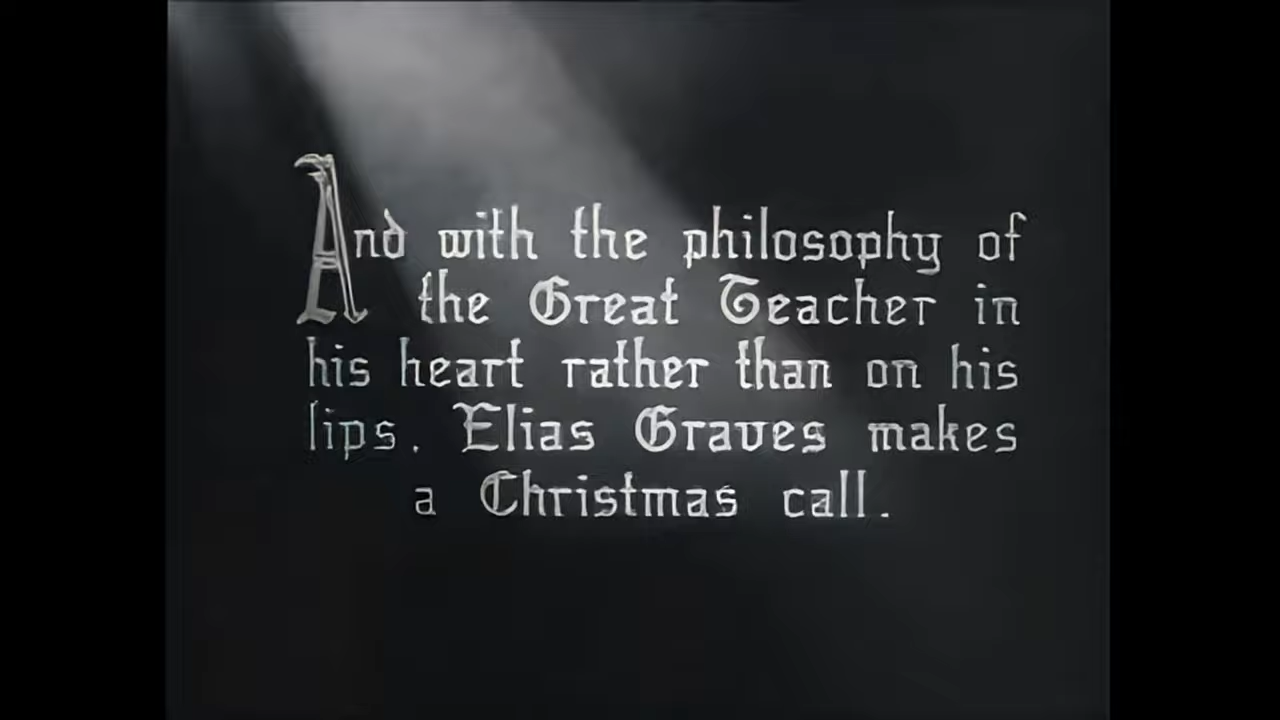 And with the philosophy of
the Great Teacher in
his heart rather than on his
lips, Elias Graves makes
a Christmas call.